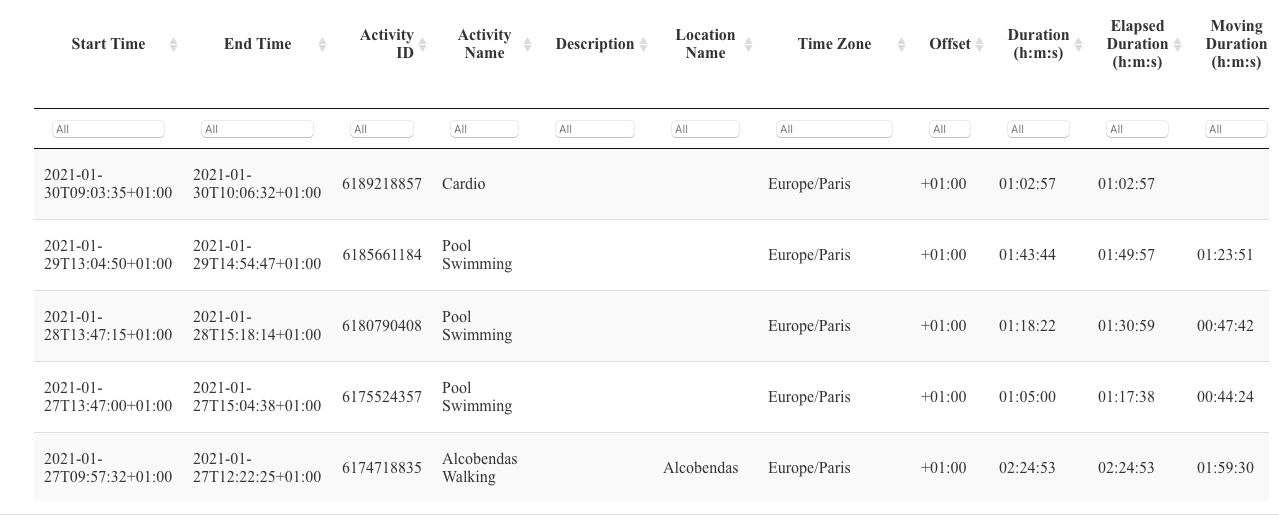 Start Time End Time Activity ID Activity Name Description Location Name Time Zone Offset Duration (h:m:s) Elapsed Duration (h:m:s) Moving Duration (h:m:s)
All All All All All All All All All All All
2021-01-30T09:03:35+01:00 2021-01-30T10:06:32+01:00 6189218857 Cardio Europe/Paris +01:00 01:02:57 01:02:57
2021-01-29T13:04:50+01:00 2021-01-29T14:54:47+01:00 6185661184 Pool Swimming Europe/Paris +01:00 01:43:44 01:49:57 01:23:51
2021-01-28T13:47:15+01:00 2021-01-28T15:18:14+01:00 6180790408 Pool Swimming Europe/Paris +01:00 01:18:22 01:30:59 00:47:42
2021-01-27T13:47:00+01:00 2021-01-27T15:04:38+01:00 6175524357 Pool Swimming Europe/Paris +01:00 01:05:00 01:17:38 00:44:24
2021-01-27T09:57:32+01:00 2021-01-27T12:22:25+01:00 6174718835 Alcobendas Walking Alcobendas Europe/Paris +01:00 02:24:53 02:24:53 01:59:30